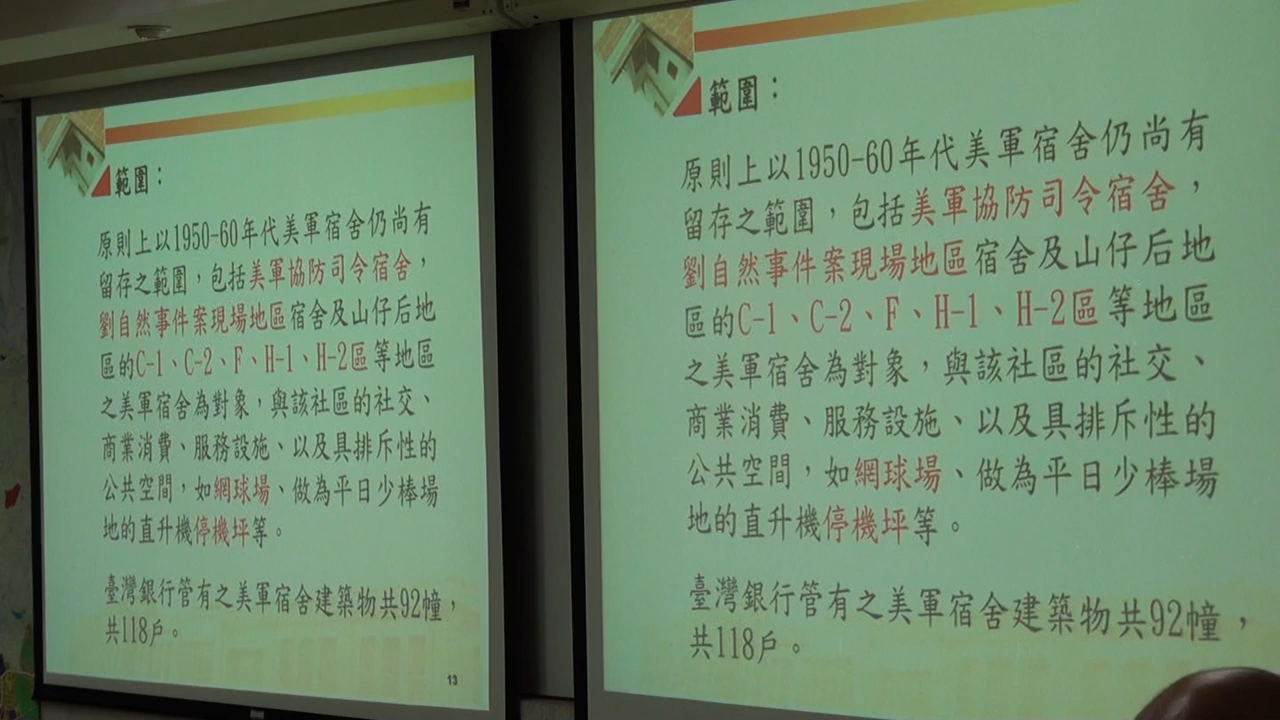 範圍：
原則上以1950-60年代美軍宿舍仍尚有
留存之範圍，包括美軍協防司令宿舍，
劉自然事件案現場地區宿舍及山仔后地
區的C-1、C-2、F、H-1、H-2區等地區
之美軍宿舍為對象，與該社區的社交、
商業消費、服務設施、以及具排斥性的
公共空間，如網球場、做為平日少棒場
地的直升機停機坪等。
臺灣銀行管有之美軍宿舍建築物共92幢，
共118戶。
13
範圍：
原則上以1950-60年代美軍宿舍仍尚有
留存之範圍，包括美軍協防司令宿舍，
劉自然事件案現場地區宿舍及山仔后地
區的C-1、C-2、F、H-1、H-2區等地區
之美軍宿舍為對象，與該社區的社交、
商業消費、服務設施、以及具排斥性的
公共空間，如網球場、做為平日少棒場
地的直升機停機坪等。
臺灣銀行管有之美軍宿舍建築物共92幢，
共118戶。